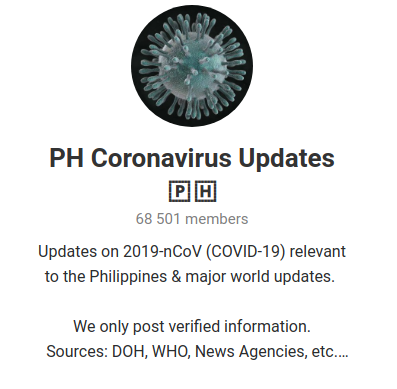 PH Coronavirus Updates
🇵🇭
68 501 members
Updates on 2019-nCoV (COVID-19) relevant
to the Philippines & major world updates.
We only post verified information.
Sources: DOH, WHO, News Agencies, etc....